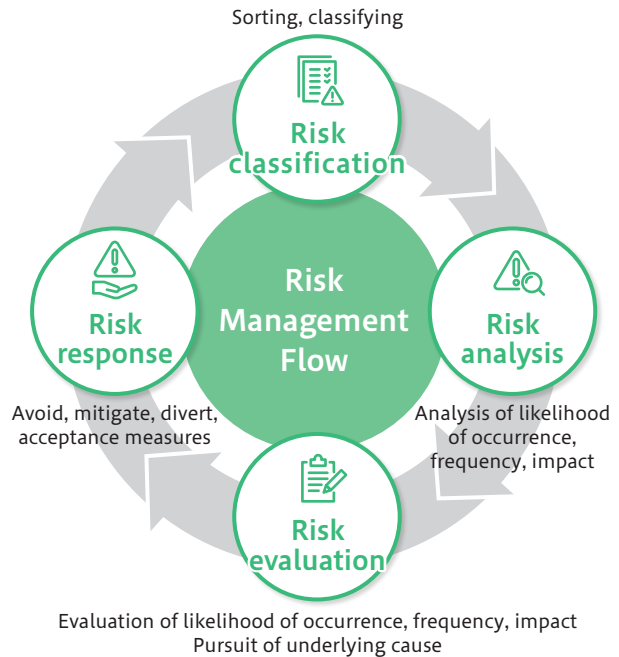 Sorting, classifying
Risk
classification
Risk
Management
Flow
Risk
analysis
Analysis of likelihood
of occurrence,
frequency, impact
Risk
evaluation
Evaluation of likelihood of occurrence, frequency, impact
Pursuit of underlying cause
Risk
response
Avoid, mitigate, divert,
acceptance measures